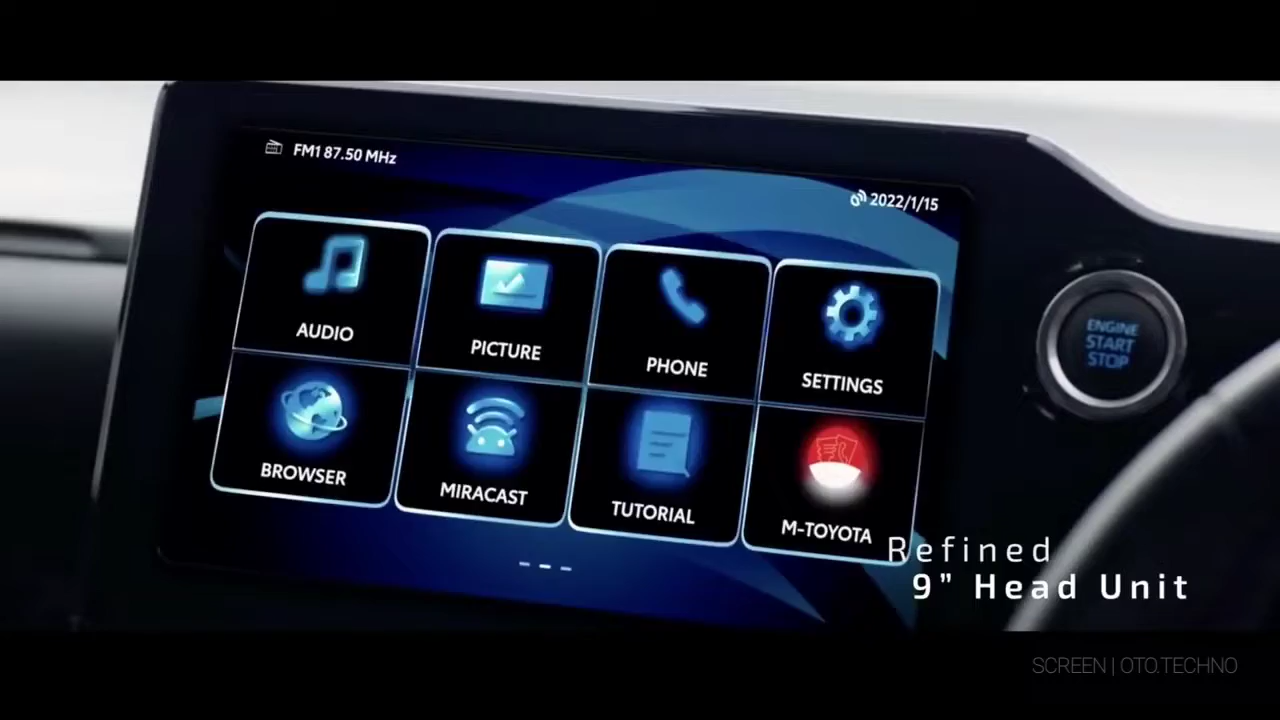 FM1 87.50 MHz
2022/1/15
AUDIO
PICTURE
PHONE
SETTINGS
BROWSER
MIRACAST
TUTORIAL
M-TOYOTA
ENGINE
START
STOP
Refined
9” Head Unit
SCREEN | OTO.TECHNO